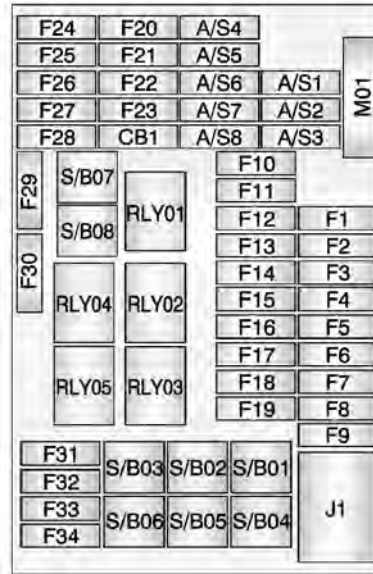 F24 F20 A/S4
F25 F21 A/S5
F26 F22 A/S6 A/S1
F27 F23 A/S7 A/S2
F28 CB1 A/S8 A/S3
M01
F29
F30
S/B07
S/B08
RLY01
RLY04 RLY02
RLY05 RLY03
F10
F11
F12 F1
F13 F2
F14 F3
F15 F4
F16 F5
F17 F6
F18 F7
F19 F8
F9
F31
F32
F33
F34
S/B03 S/B02 S/B01
S/B06 S/B05 S/B04
J1